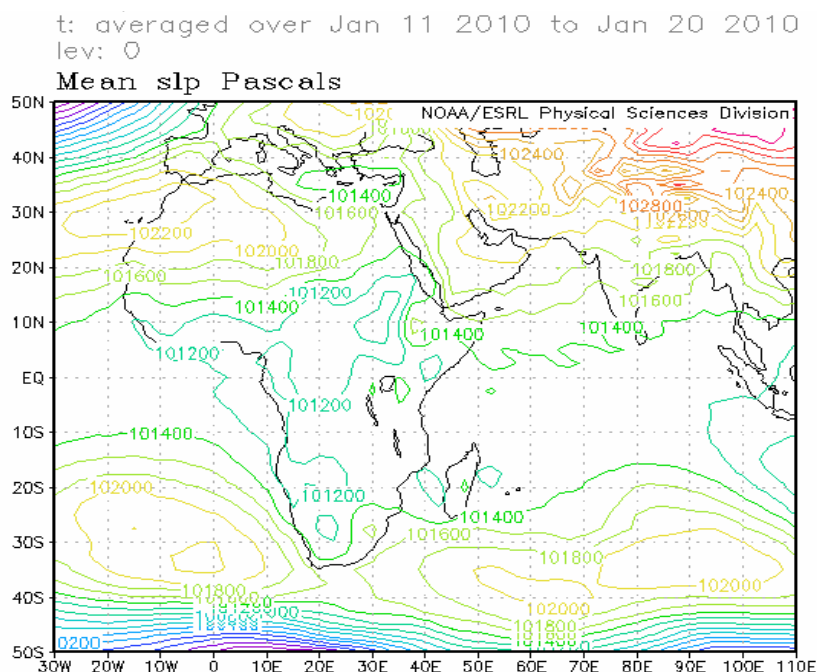 t: averaged over Jan 11 2010 to Jan 20 2010
lev: 0
Mean slp Pascals
NOAA/ESRL Physical Sciences Division
50N
40N
30N
20N
10N
EQ
10S
20S
30S
40S
50S
102400
102400
101400
102800
101600
102200
102200
102000
101800
101800
101600
101600
101200
101400
101400
101400
101200
101200
101400
101200
102000
101400
101600
101800
101800
102000
102000
101800
101400
0200
30W 20W 10W 0 10E 20E 30E 40E 50E 60E 70E 80E 90E 100E 110E